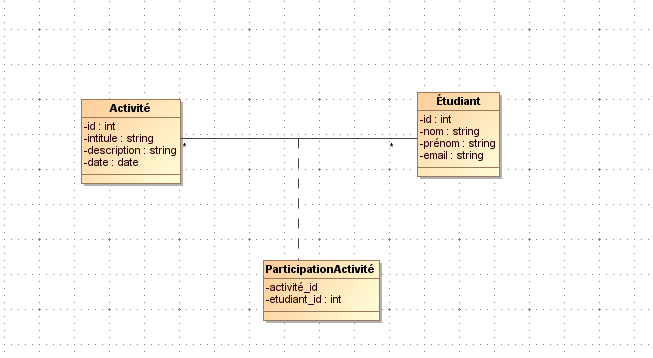 Activité
-id : int
-intitule : string
-description : string
-date : date
*
*
Étudiant
-id : int
-nom : string
-prénom : string
-email : string
ParticipationActivité
-activité_id
-etudiant_id : int